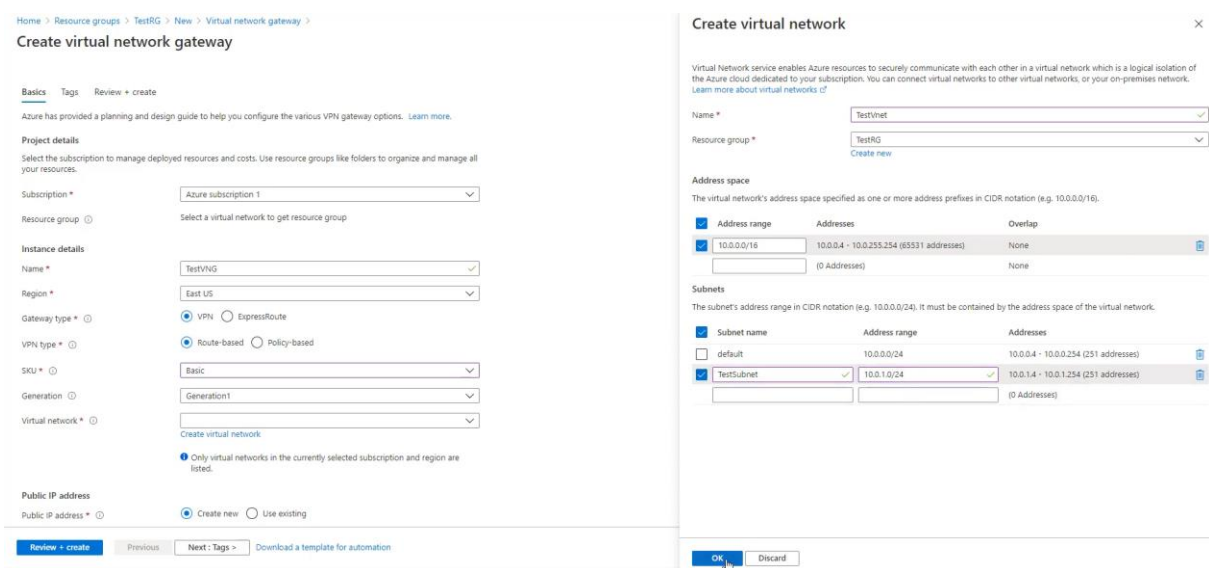 Home > Resource groups > TestRG > New > Virtual network gateway >
Create virtual network gateway
Basics Tags Review + create
Azure has provided a planning and design guide to help you configure the various VPN gateway options. Learn more.
Project details
Select the subscription to manage deployed resources and costs. Use resource groups like folders to organize and manage all
your resources.
Subscription * Azure subscription 1
Resource group Select a virtual network to get resource group
Instance details
Name * TestVNG
Region * East US
Gateway type * VPN ExpressRoute
VPN type * Route-based Policy-based
SKU * Basic
Generation Generation1
Virtual network *
Create virtual network
Only virtual networks in the currently selected subscription and region are
listed.
Public IP address
Public IP address * Create new Use existing
Review + create Previous Next : Tags > Download a template for automation
Create virtual network
Virtual Network service enables Azure resources to securely communicate with each other in a virtual network which is a logical isolation of
the Azure cloud dedicated to your subscription. You can connect virtual networks to other virtual networks, or your on-premises network.
Learn more about virtual networks
Name * TestVnet
Resource group * TestRG
Create new
Address space
The virtual network's address space specified as one or more address prefixes in CIDR notation (e.g. 10.0.0.0/16).
Address range Addresses Overlap
10.0.0.0/16 10.0.0.4 - 10.0.255.254 (65531 addresses) None
(0 Addresses) None
Subnets
The subnet's address range in CIDR notation (e.g. 10.0.0.0/24). It must be contained by the address space of the virtual network.
Subnet name Address range Addresses
default 10.0.0.0/24 10.0.0.4 - 10.0.0.254 (251 addresses)
TestSubnet 10.0.1.0/24 10.0.1.4 - 10.0.1.254 (251 addresses)
(0 Addresses)
OK Discard